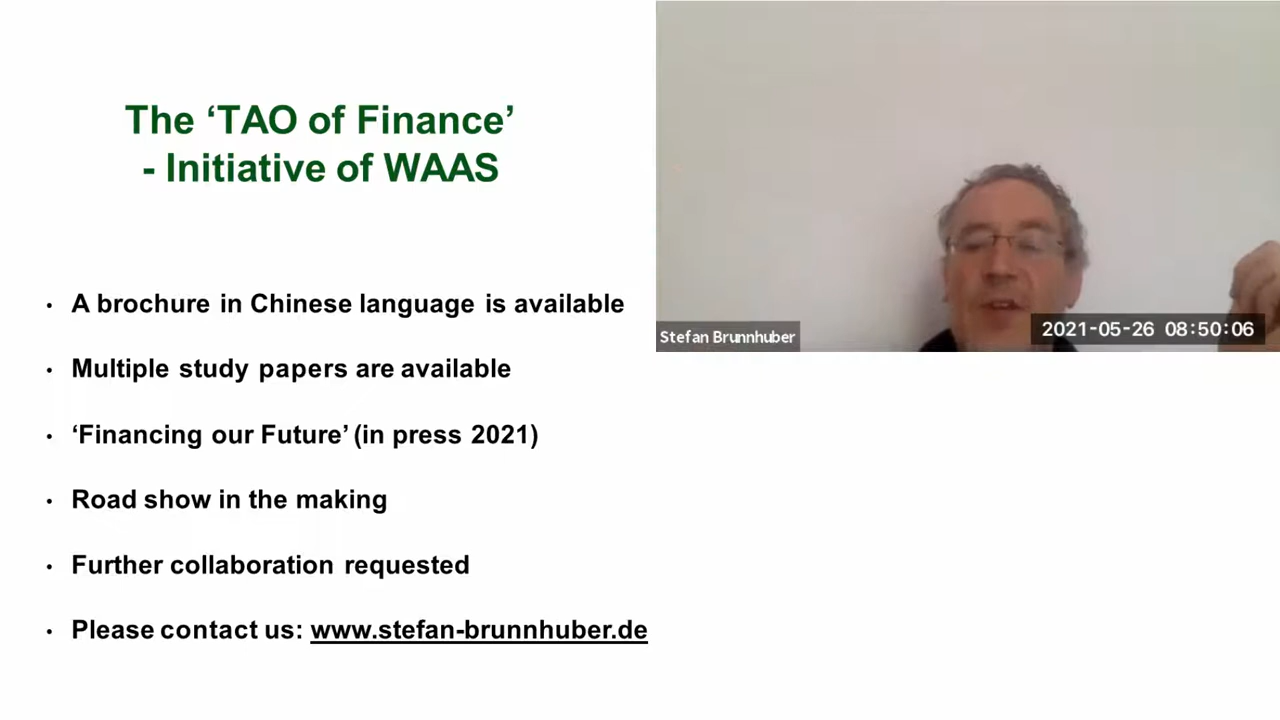 The ‘TAO of Finance’
- Initiative of WAAS
• A brochure in Chinese language is available
• Multiple study papers are available
• ‘Financing our Future’ (in press 2021)
• Road show in the making
• Further collaboration requested
• Please contact us: www.stefan-brunnhuber.de
Stefan Brunnhuber
2021-05-26 08:50:06